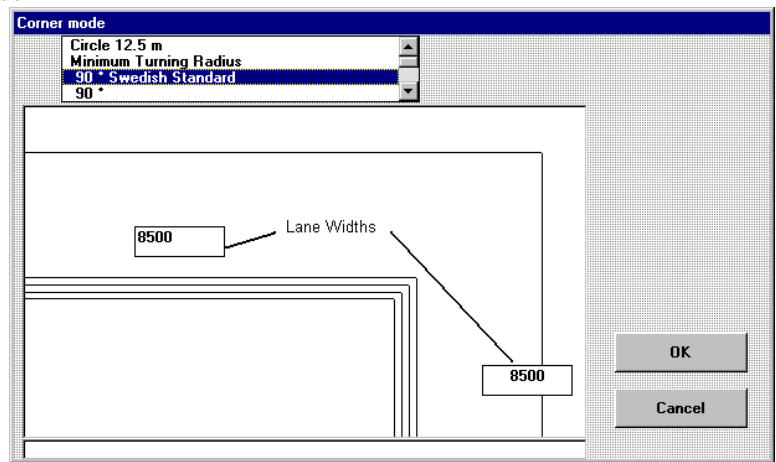 Corner mode
Circle 12.5 m
Minimum Turning Radius
90 ° Swedish Standard
90 °
8500
Lane Widths
8500
OK
Cancel